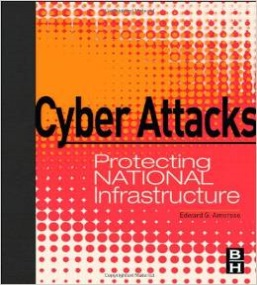 Cyber Attacks
Protecting
NATIONAL
Infrastructure
Edward G. Amoroso
B
H